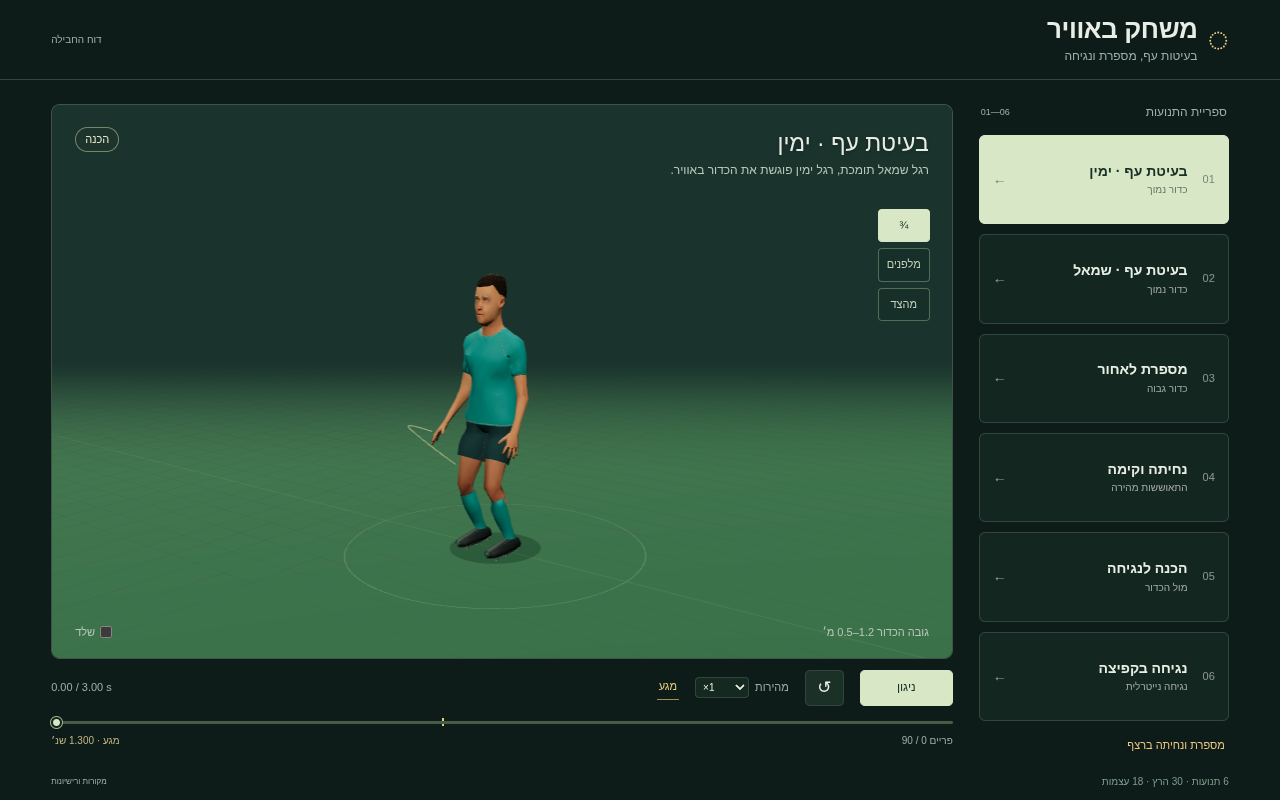 משחק באוויר
בעיטות עף, מספרת ונגיחה
דוח החבילה
ספריית התנועות
01—06
01
בעיטת עף · ימין
כדור נמוך
←
02
בעיטת עף · שמאל
כדור נמוך
←
03
מספרת לאחור
כדור גבוה
←
04
נחיתה וקימה
התאוששות מהירה
←
05
הכנה לנגיחה
מול הכדור
←
06
נגיחה בקפיצה
נגיחה נייטרלית
←
מספרת ונחיתה ברצף
6 תנועות · 30 הרץ · 18 עצמות
בעיטת עף · ימין
רגל שמאל תומכת, רגל ימין פוגשת את הכדור באוויר.
הכנה
¾
מלפנים
מהצד
גובה הכדור 0.5–1.2 מ׳
שלד
ניגון
↺
מהירות
×1
מגע
0.00 / 3.00 s
פריים 0 / 90
מגע · 1.300 שנ׳
מקורות ורישיונות